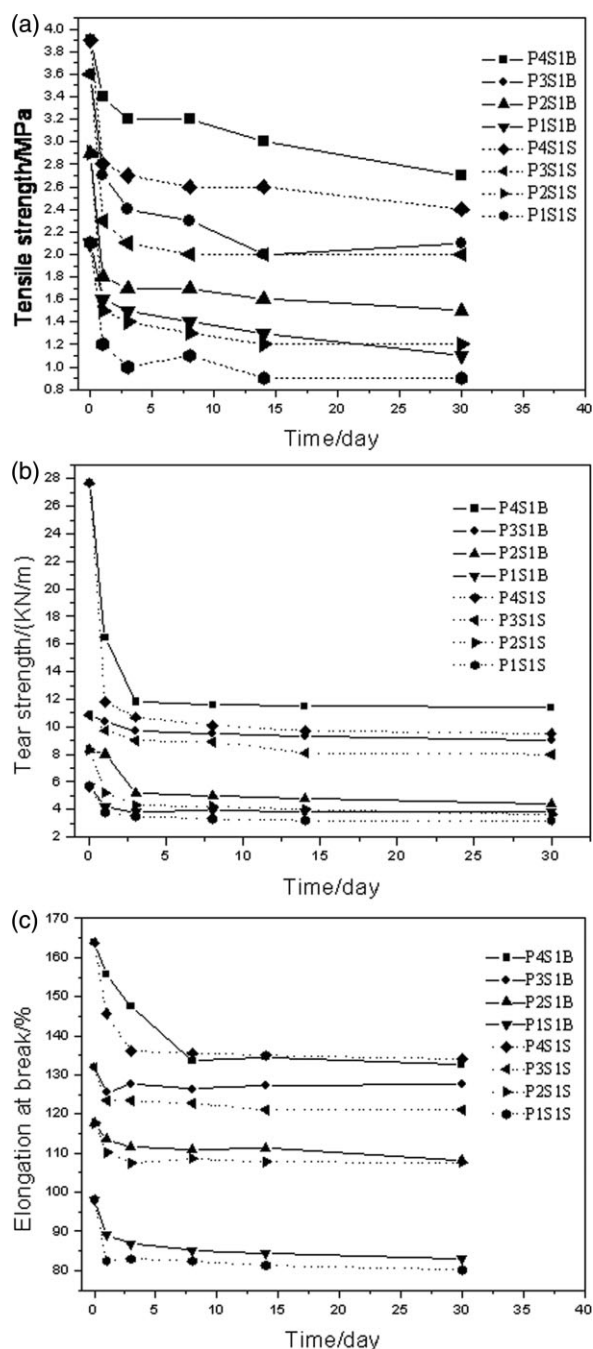 (a)
Tensile strength/MPa
4.0
3.8
3.6
3.4
3.2
3.0
2.8
2.6
2.4
2.2
2.0
1.8
1.6
1.4
1.2
1.0
0.8
P4S1B
P3S1B
P2S1B
P1S1B
P4S1S
P3S1S
P2S1S
P1S1S
0 5 10 15 20 25 30 35 40
Time/day
(b)
Tear strength/(KN/m)
28
26
24
22
20
18
16
14
12
10
8
6
4
2
P4S1B
P3S1B
P2S1B
P1S1B
P4S1S
P3S1S
P2S1S
P1S1S
0 5 10 15 20 25 30
Time/day
(c)
Elongation at break/%
170
160
150
140
130
120
110
100
90
80
P4S1B
P3S1B
P2S1B
P1S1B
P4S1S
P3S1S
P2S1S
P1S1S
0 5 10 15 20 25 30 35 40
Time/day